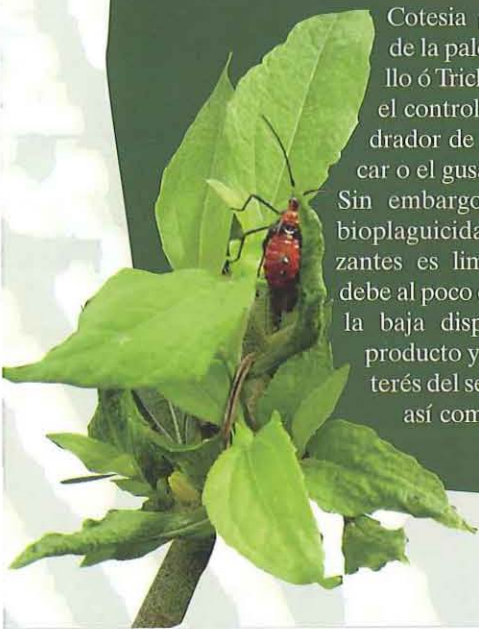 Cotesia
de la palo
llo ó Trich
el control
drador de
car o el gusa
Sin embargo
bioplaguicida
zantes es lim
debe al poco
la baja disp
producto y
terés del se
así com